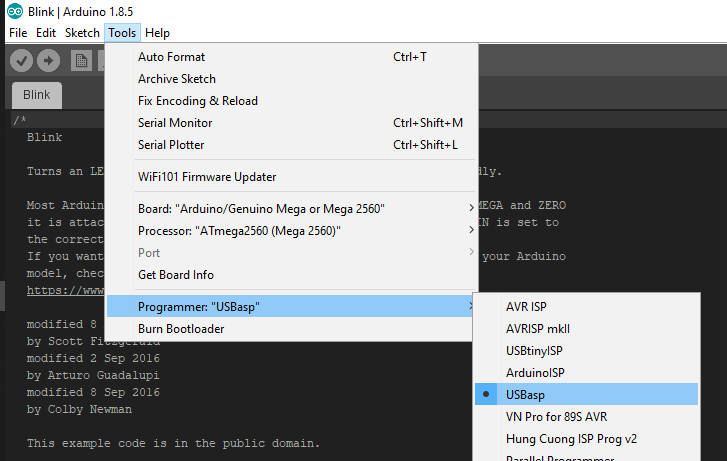 Blink | Arduino 1.8.5
File Edit Sketch Tools Help
Auto Format Ctrl+T
Archive Sketch
Fix Encoding & Reload
Serial Monitor Ctrl+Shift+M
Serial Plotter Ctrl+Shift+L
WiFi101 Firmware Updater
Board: "Arduino/Genuino Mega or Mega 2560"
Processor: "ATmega2560 (Mega 2560)"
Port
Get Board Info
Programmer: "USBasp"
Burn Bootloader
AVR ISP
AVRISP mkII
USBtinyISP
ArduinoISP
USBasp
VN Pro for 89S AVR
Hung Cuong ISP Prog v2
Parallel Programmer
Blink
/*
Blink
Turns an LE dly.
Most Arduin MEGA and ZERO
it is attac IN is set to
the correct
If you want your Arduino
model, chec
https://www
modified 8
by Scott Fitzgerald
modified 2 Sep 2016
by Arturo Guadalupi
modified 8 Sep 2016
by Colby Newman
This example code is in the public domain.